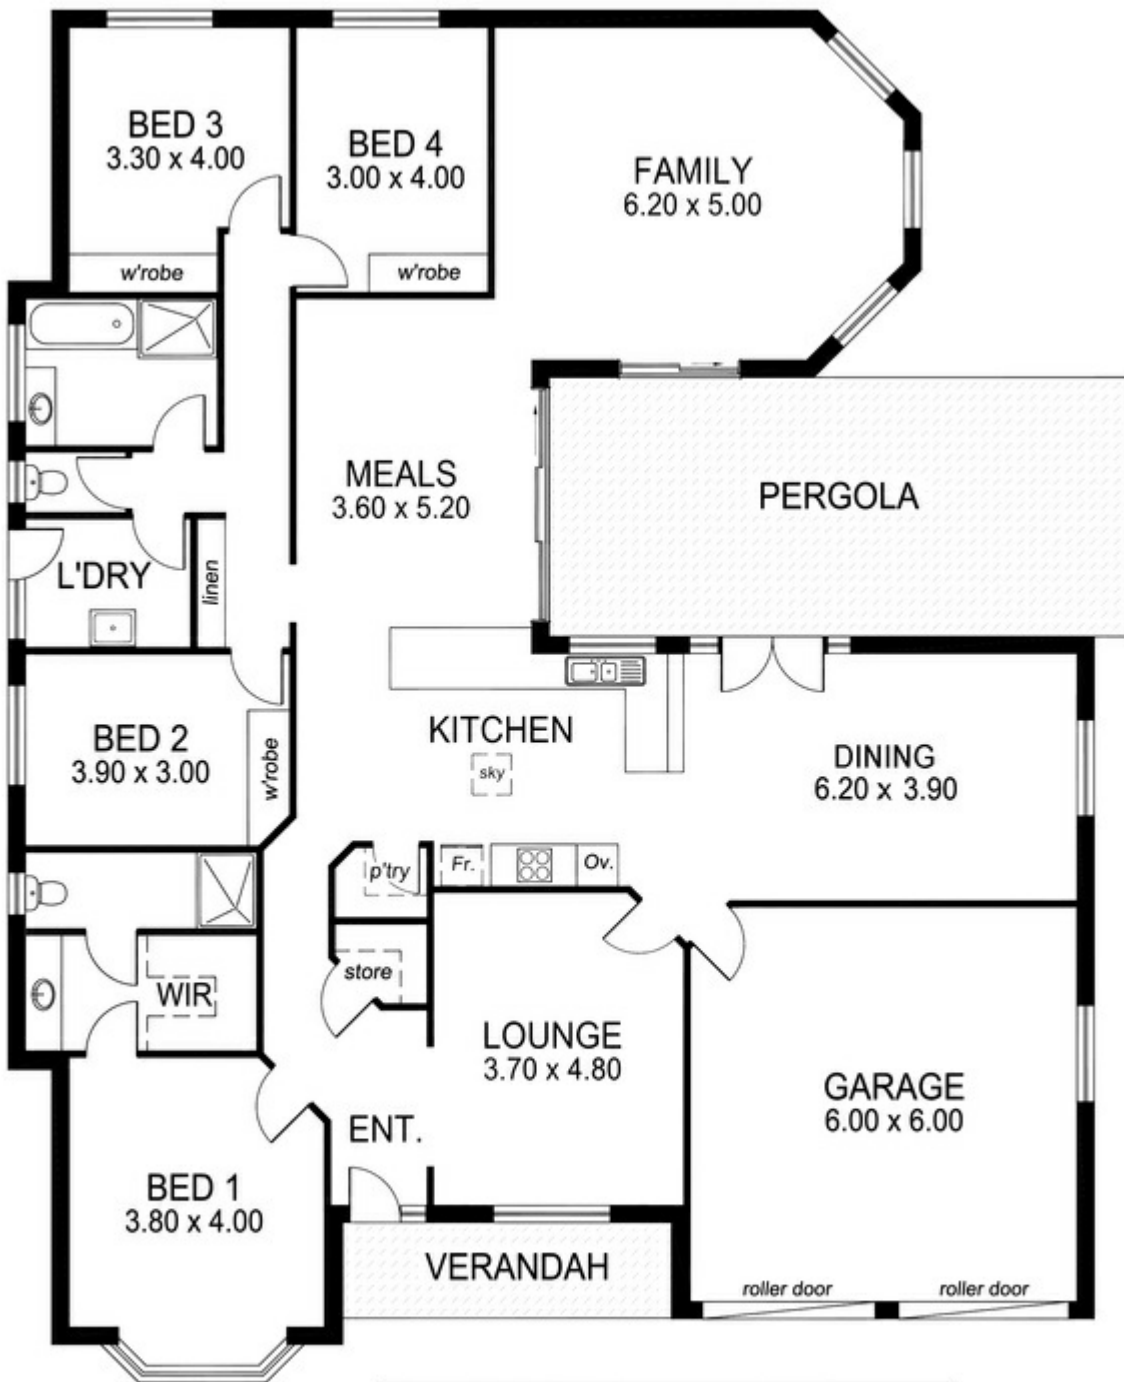 BED 3
3.30 x 4.00
BED 4
3.00 x 4.00
FAMILY
6.20 x 5.00
w'robe
w'robe
MEALS
3.60 x 5.20
PERGOLA
L'DRY
linen
BED 2
3.90 x 3.00
w'robe
KITCHEN
sky
DINING
6.20 x 3.90
p'try
Fr.
Ov.
store
WIR
LOUNGE
3.70 x 4.80
GARAGE
6.00 x 6.00
ENT.
BED 1
3.80 x 4.00
VERANDAH
roller door
roller door